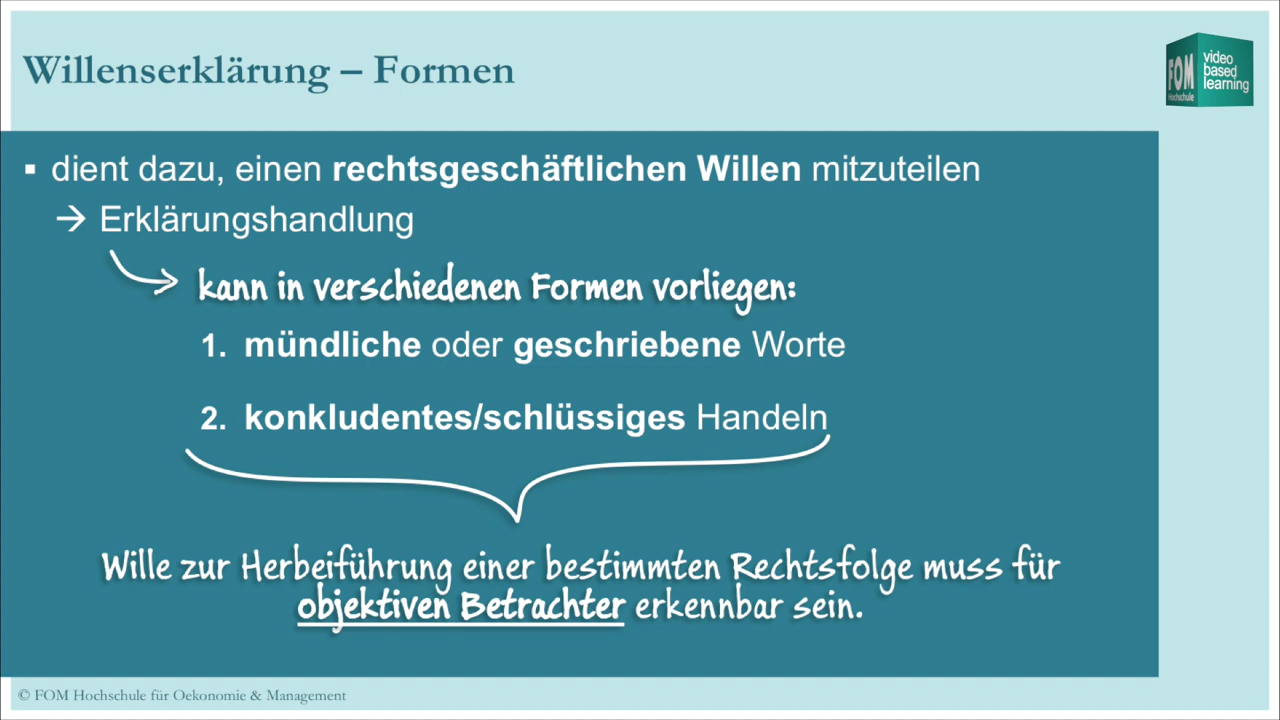 Willenserklärung – Formen
FOM
Hochschule
video
based
learning
▪ dient dazu, einen rechtsgeschäftlichen Willen mitzuteilen
→ Erklärungshandlung
kann in verschiedenen Formen vorliegen:
1. mündliche oder geschriebene Worte
2. konkludentes/schlüssiges Handeln
Wille zur Herbeiführung einer bestimmten Rechtsfolge muss für
objektiven Betrachter erkennbar sein.
© FOM Hochschule für Oekonomie & Management